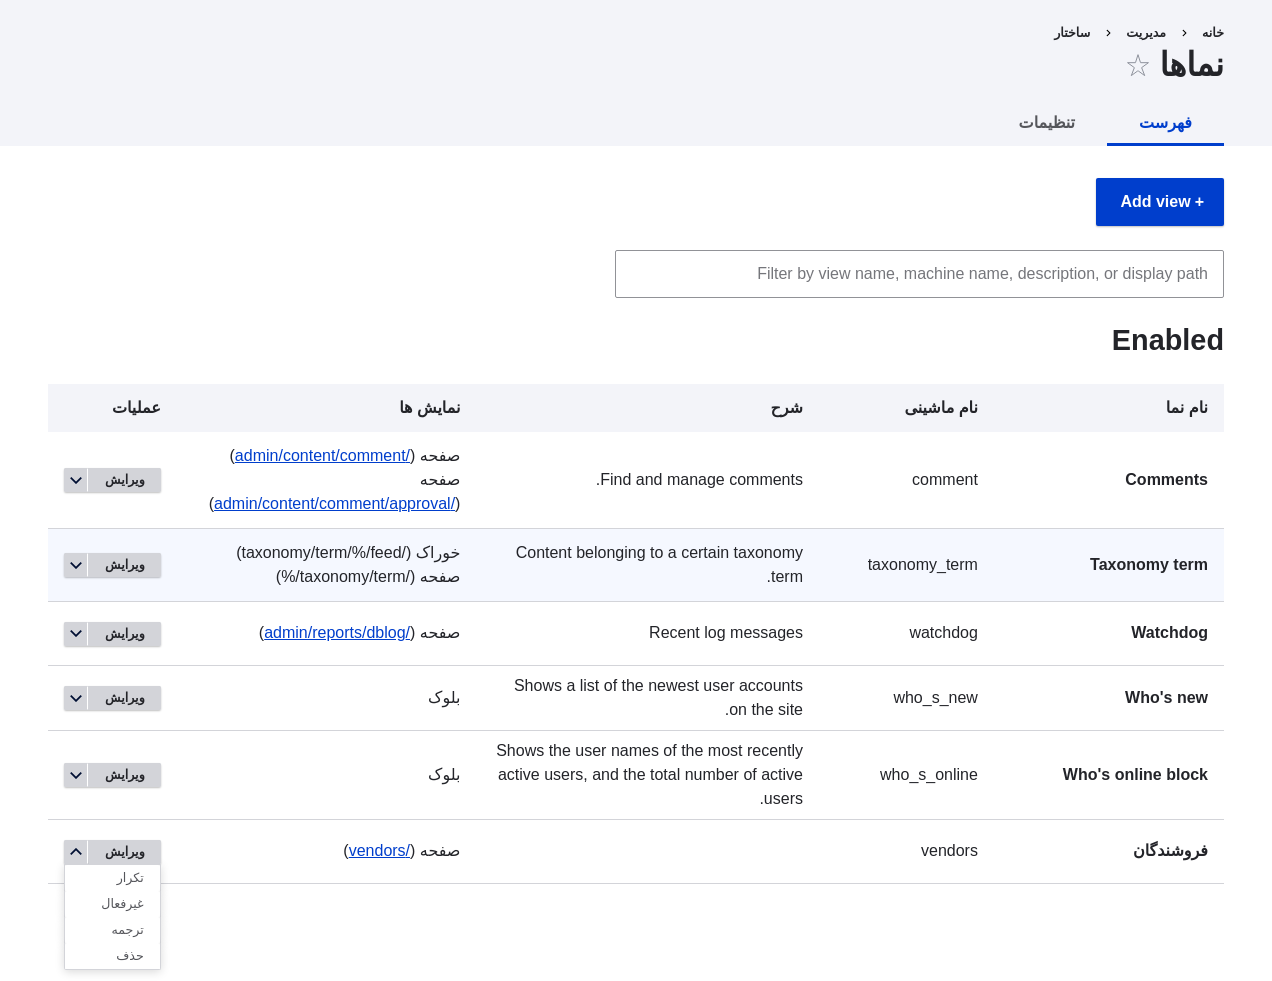 خانه › مدیریت › ساختار
نماها ☆
فهرست تنظیمات
Add view +
Filter by view name, machine name, description, or display path
Enabled
نام نما نام ماشینی شرح نمایش ها عملیات
Comments comment Find and manage comments. صفحه (/admin/content/comment)
صفحه
(/admin/content/comment/approval)
ویرایش
Taxonomy term taxonomy_term Content belonging to a certain taxonomy
term.
خوراک (/taxonomy/term/%/feed)
صفحه (/taxonomy/term/%)
ویرایش
Watchdog watchdog Recent log messages صفحه (/admin/reports/dblog) ویرایش
Who's new who_s_new Shows a list of the newest user accounts
on the site.
بلوک ویرایش
Who's online block who_s_online Shows the user names of the most recently
active users, and the total number of active
users.
بلوک ویرایش
فروشندگان vendors صفحه (/vendors) ویرایش
تکرار
غیرفعال
ترجمه
حذف